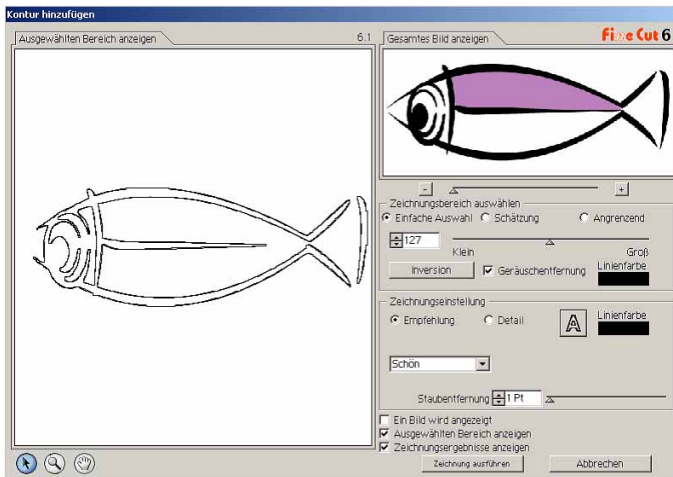 Kontur hinzufügen
Ausgewählten Bereich anzeigen
6.1
Gesamtes Bild anzeigen
Fine Cut 6
Zeichnungsbereich auswählen
Einfache Auswahl
Schätzung
Angrenzend
127
Klein
Groß
Inversion
Geräuschentfernung
Linienfarbe
Zeichnungseinstellung
Empfehlung
Detail
A
Linienfarbe
Schön
Staubentfernung
1 Pt
Ein Bild wird angezeigt
Ausgewählten Bereich anzeigen
Zeichnungsergebnisse anzeigen
Zeichnung ausführen
Abbrechen